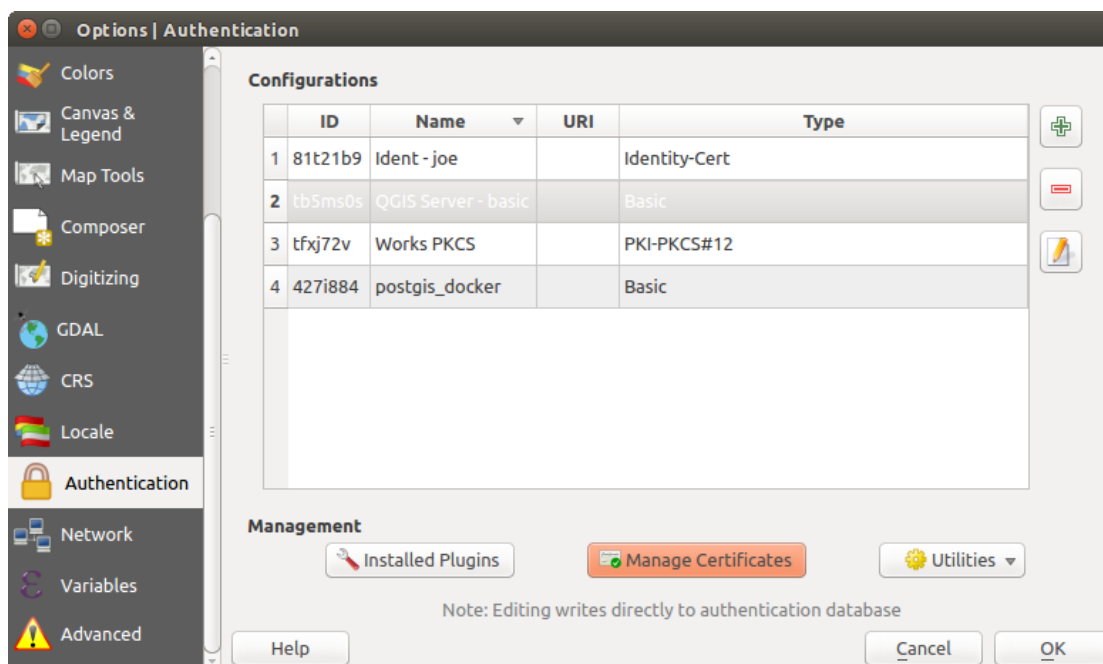 Options | Authentication
Colors
Canvas &
Legend
Map Tools
Composer
Digitizing
GDAL
CRS
Locale
Authentication
Network
Variables
Advanced
Configurations
ID Name URI Type
1 81t21b9 Ident - joe Identity-Cert
2 tb5ms0s QGIS Server - basic Basic
3 tfxj72v Works PKCS PKI-PKCS#12
4 427i884 postgis_docker Basic
Management
Installed Plugins Manage Certificates Utilities
Note: Editing writes directly to authentication database
Help Cancel OK